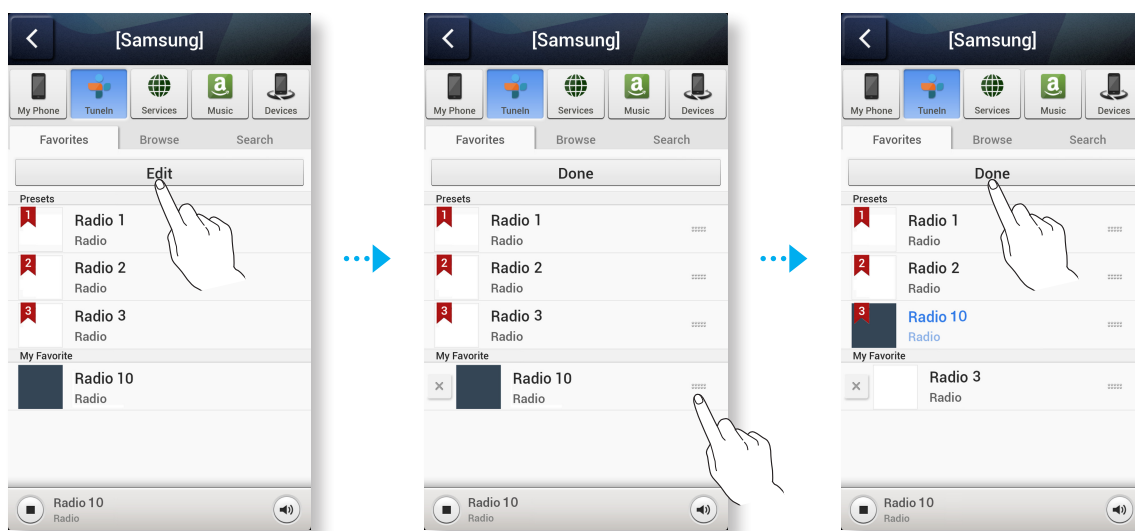 [Samsung]
My Phone TuneIn Services Music Devices
Favorites Browse Search
Edit
Presets
1 Radio 1
Radio
2 Radio 2
Radio
3 Radio 3
Radio
My Favorite
Radio 10
Radio
Radio 10
Radio
[Samsung]
My Phone TuneIn Services Music Devices
Favorites Browse Search
Done
Presets
1 Radio 1
Radio
2 Radio 2
Radio
3 Radio 3
Radio
My Favorite
Radio 10
Radio
Radio 10
Radio
[Samsung]
My Phone TuneIn Services Music Devices
Favorites Browse Search
Done
Presets
1 Radio 1
Radio
2 Radio 2
Radio
3 Radio 10
Radio
My Favorite
Radio 3
Radio
Radio 10
Radio